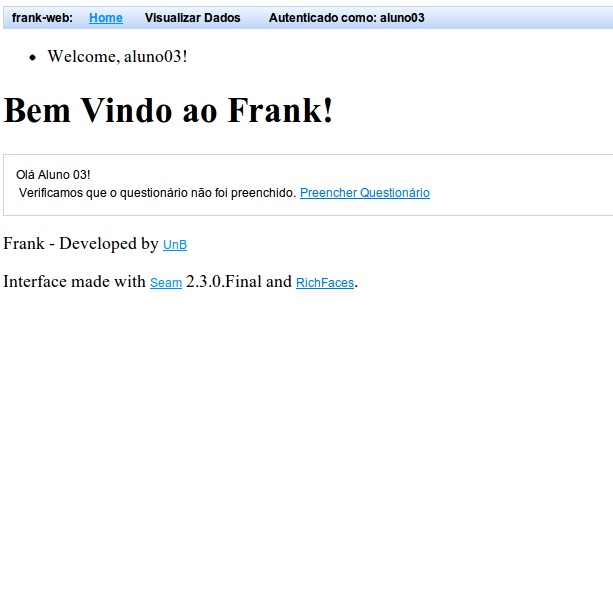 frank-web: Home Visualizar Dados Autenticado como: aluno03
Welcome, aluno03!
Bem Vindo ao Frank!
Olá Aluno 03!
Verificamos que o questionário não foi preenchido. Preencher Questionário
Frank - Developed by UnB
Interface made with Seam 2.3.0.Final and RichFaces.